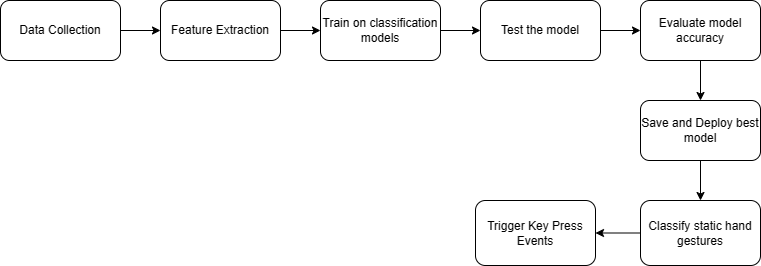 Data Collection
Feature Extraction
Train on classification
models
Test the model
Evaluate model
accuracy
Save and Deploy best
model
Classify static hand
gestures
Trigger Key Press
Events